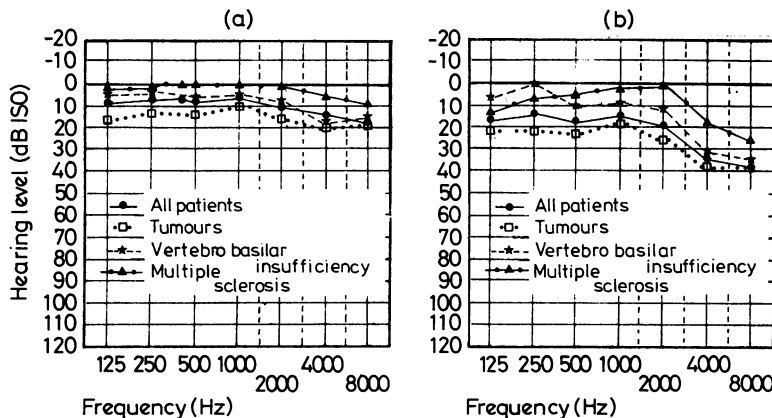 (a)
-20
-10
0
10
20
30
40
50
60
70
80
90
100
110
120
Hearing level (dB ISO)
All patients
Tumours
Vertebro basilar
insufficiency
Multiple
sclerosis
125 250 500 1000 2000 4000 8000
Frequency (Hz)
(b)
-20
-10
0
10
20
30
40
50
60
70
80
90
100
110
120
All patients
Tumours
Vertebro basilar
insufficiency
Multiple
sclerosis
125 250 500 1000 2000 4000 8000
Frequency (Hz)